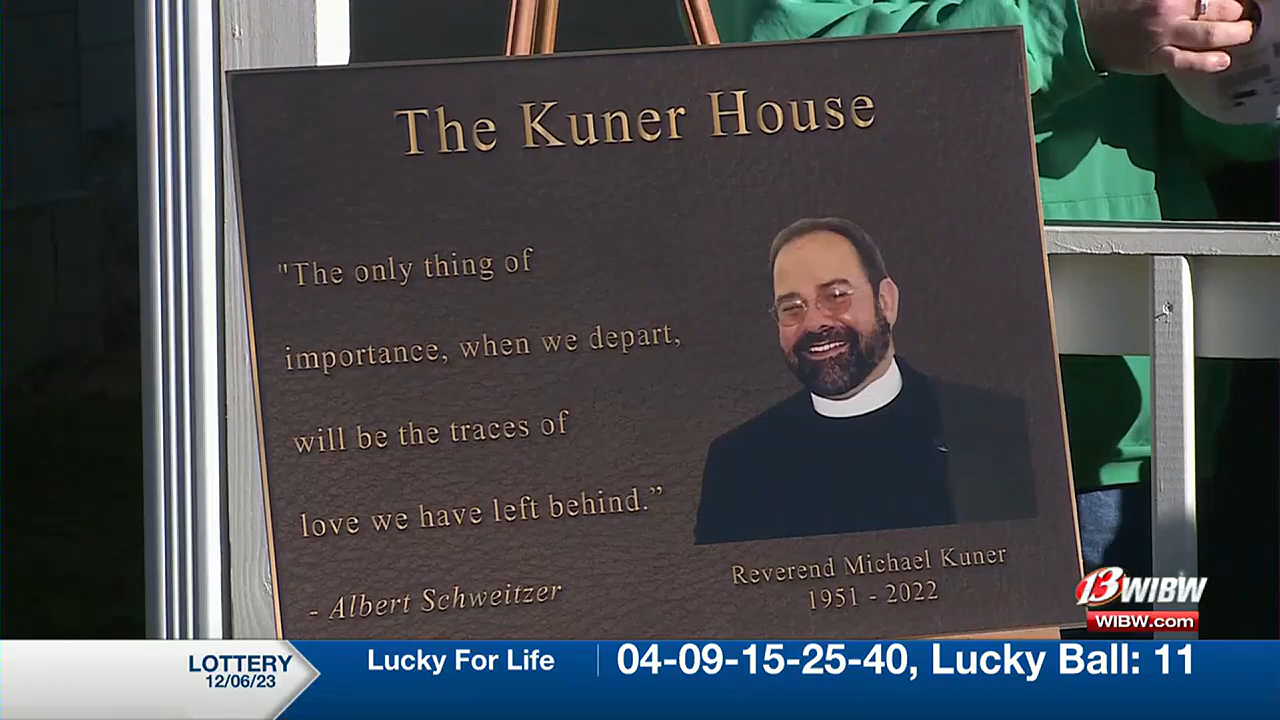 The Kuner House
"The only thing of
importance, when we depart,
will be the traces of
love we have left behind.”
- Albert Schweitzer
Reverend Michael Kuner
1951 - 2022
13 WIBW
WIBW.com
LOTTERY
12/06/23
Lucky For Life
04-09-15-25-40, Lucky Ball: 11